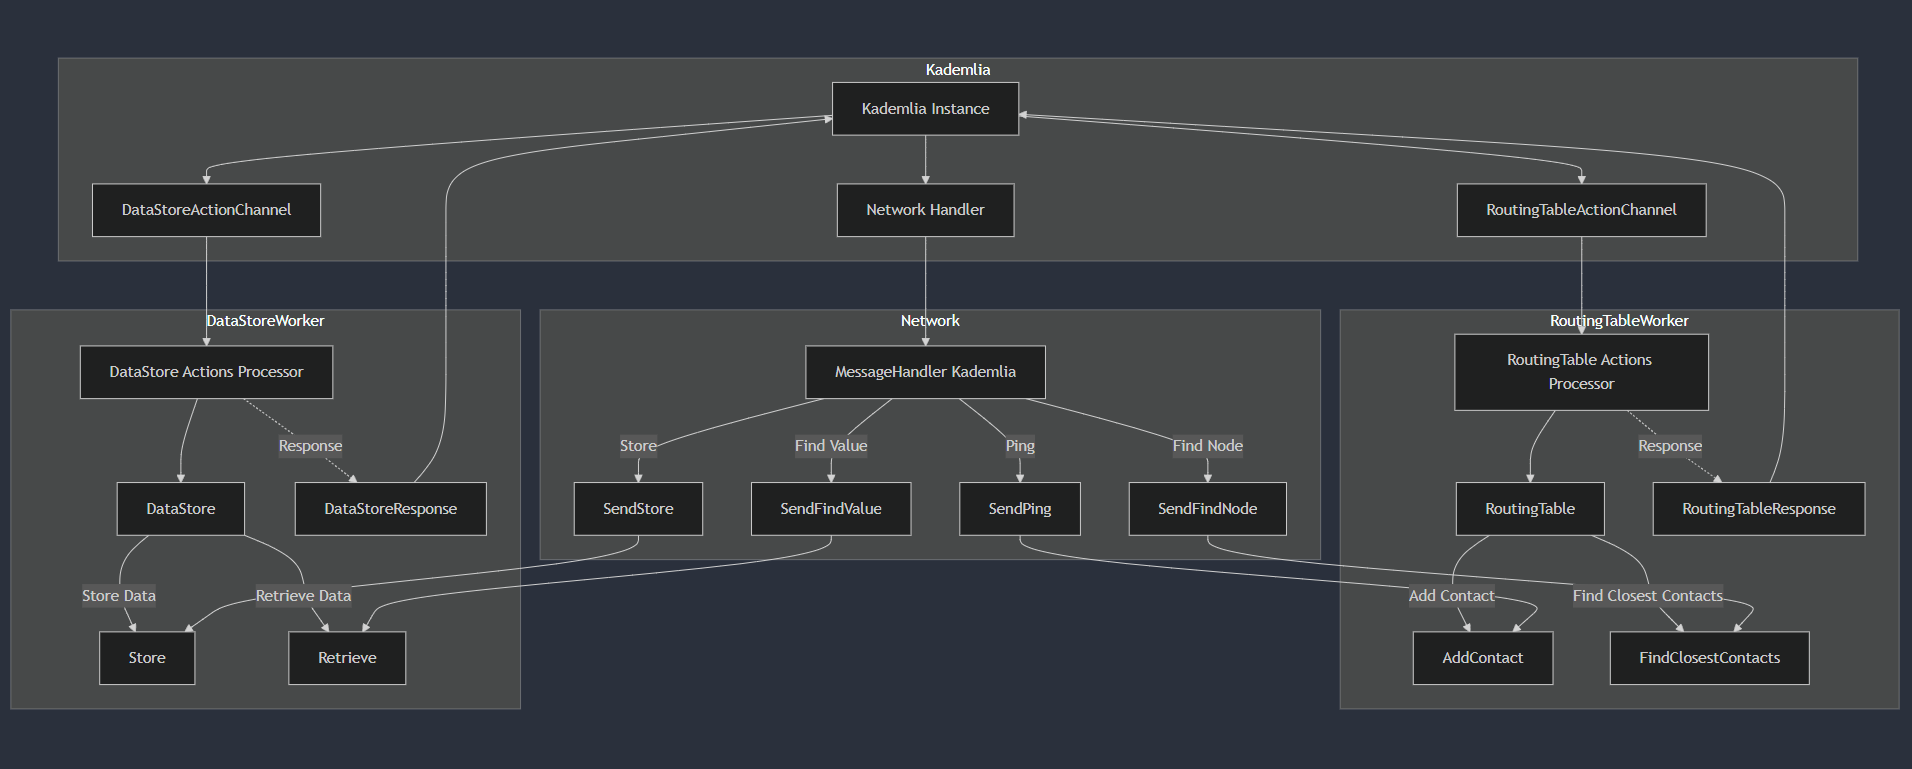 Kademlia
Kademlia Instance
DataStoreActionChannel
Network Handler
RoutingTableActionChannel
DataStoreWorker
Network
RoutingTableWorker
DataStore Actions Processor
MessageHandler Kademlia
RoutingTable Actions
Processor
Response
Store
Find Value
Ping
Find Node
Response
DataStore
DataStoreResponse
SendStore
SendFindValue
SendPing
SendFindNode
RoutingTable
RoutingTableResponse
Store Data
Retrieve Data
Add Contact
Find Closest Contacts
Store
Retrieve
AddContact
FindClosestContacts